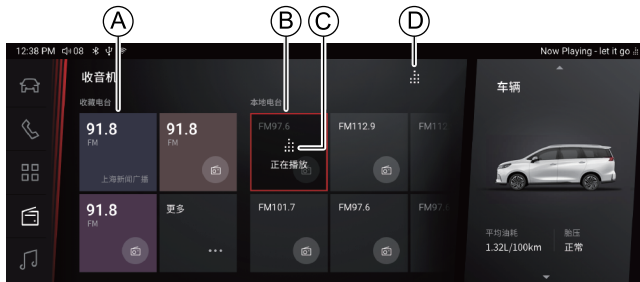 A B C D
12:38 PM 08
Now Playing - let it go
收音机
收藏电台
本地电台
91.8
FM
上海新闻广播
91.8
FM
FM97.6
正在播放
FM112.9
FM112
91.8
FM
更多
FM101.7
FM97.6
FM97.6
车辆
平均油耗
1.32L/100km
胎压
正常